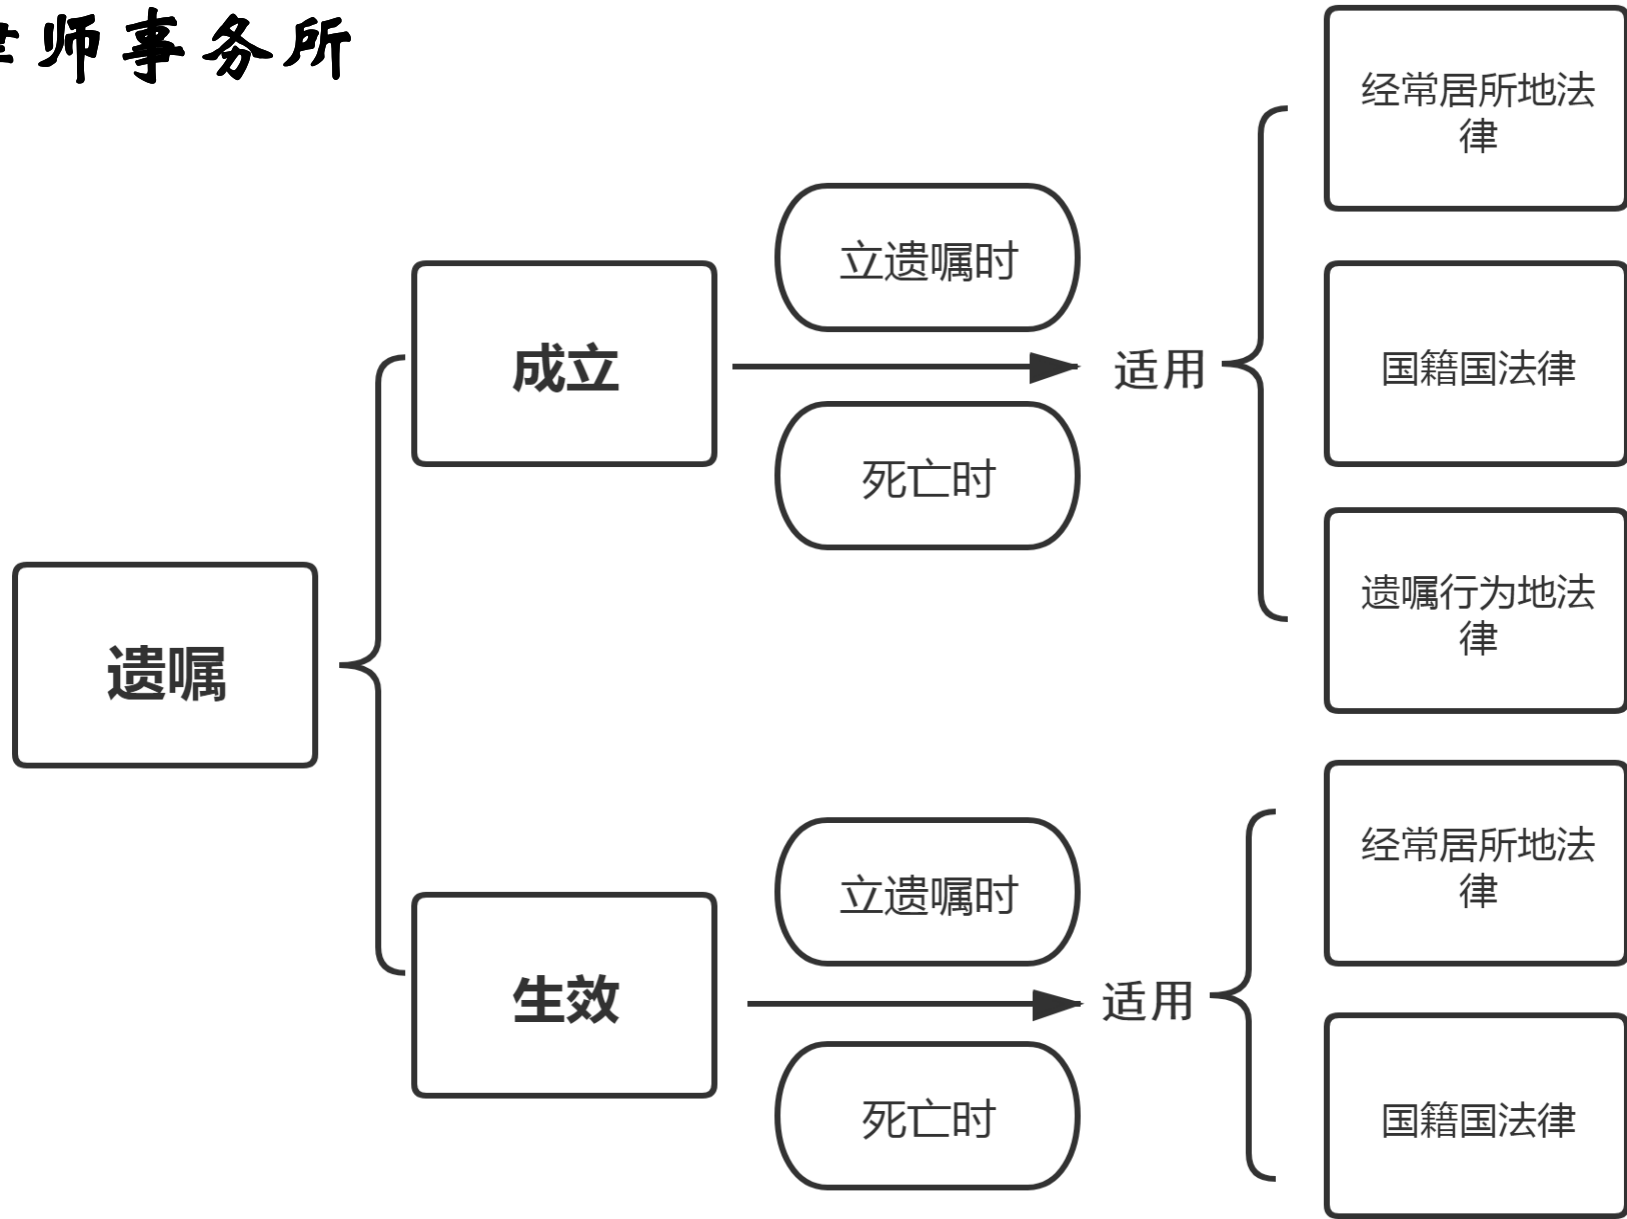 师事务所
遗嘱
成立
立遗嘱时
死亡时
适用
经常居所地法
律
国籍国法律
遗嘱行为地法
律
生效
立遗嘱时
死亡时
适用
经常居所地法
律
国籍国法律